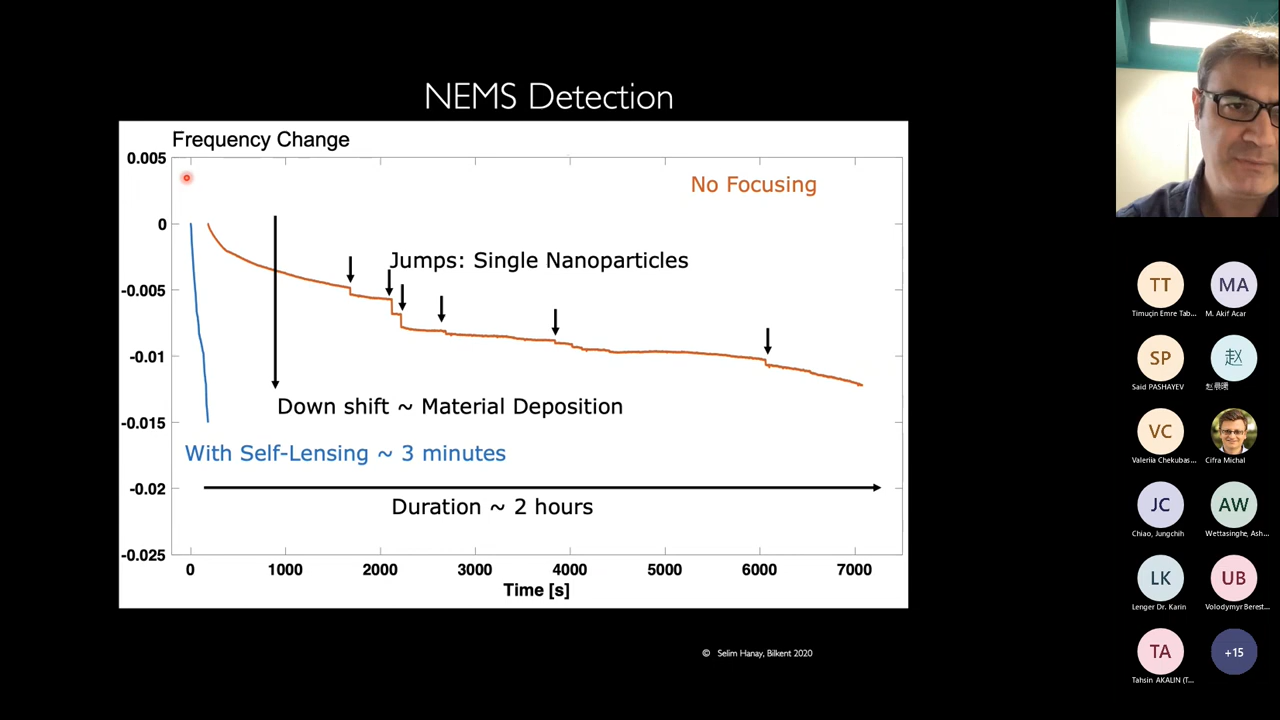 NEMS Detection
Frequency Change
0.005
0
-0.005
-0.01
-0.015
-0.02
-0.025
No Focusing
Jumps: Single Nanoparticles
Down shift ~ Material Deposition
With Self-Lensing ~ 3 minutes
Duration ~ 2 hours
0 1000 2000 3000 4000 5000 6000 7000
Time [s]
© Selim Hanay, Bilkent 2020
TT MA
Timuçin Emre Tab... M. Akif Acar
SP 赵
Said PASHAYEV
VC
Valeriia Chekubas... Cifra Michal
JC AW
Chiao, Jungchih Wettasinghe, Ash...
LK UB
Lenger Dr. Karin Volodymyr Berest...
TA +15
Tahsin AKALIN (T...